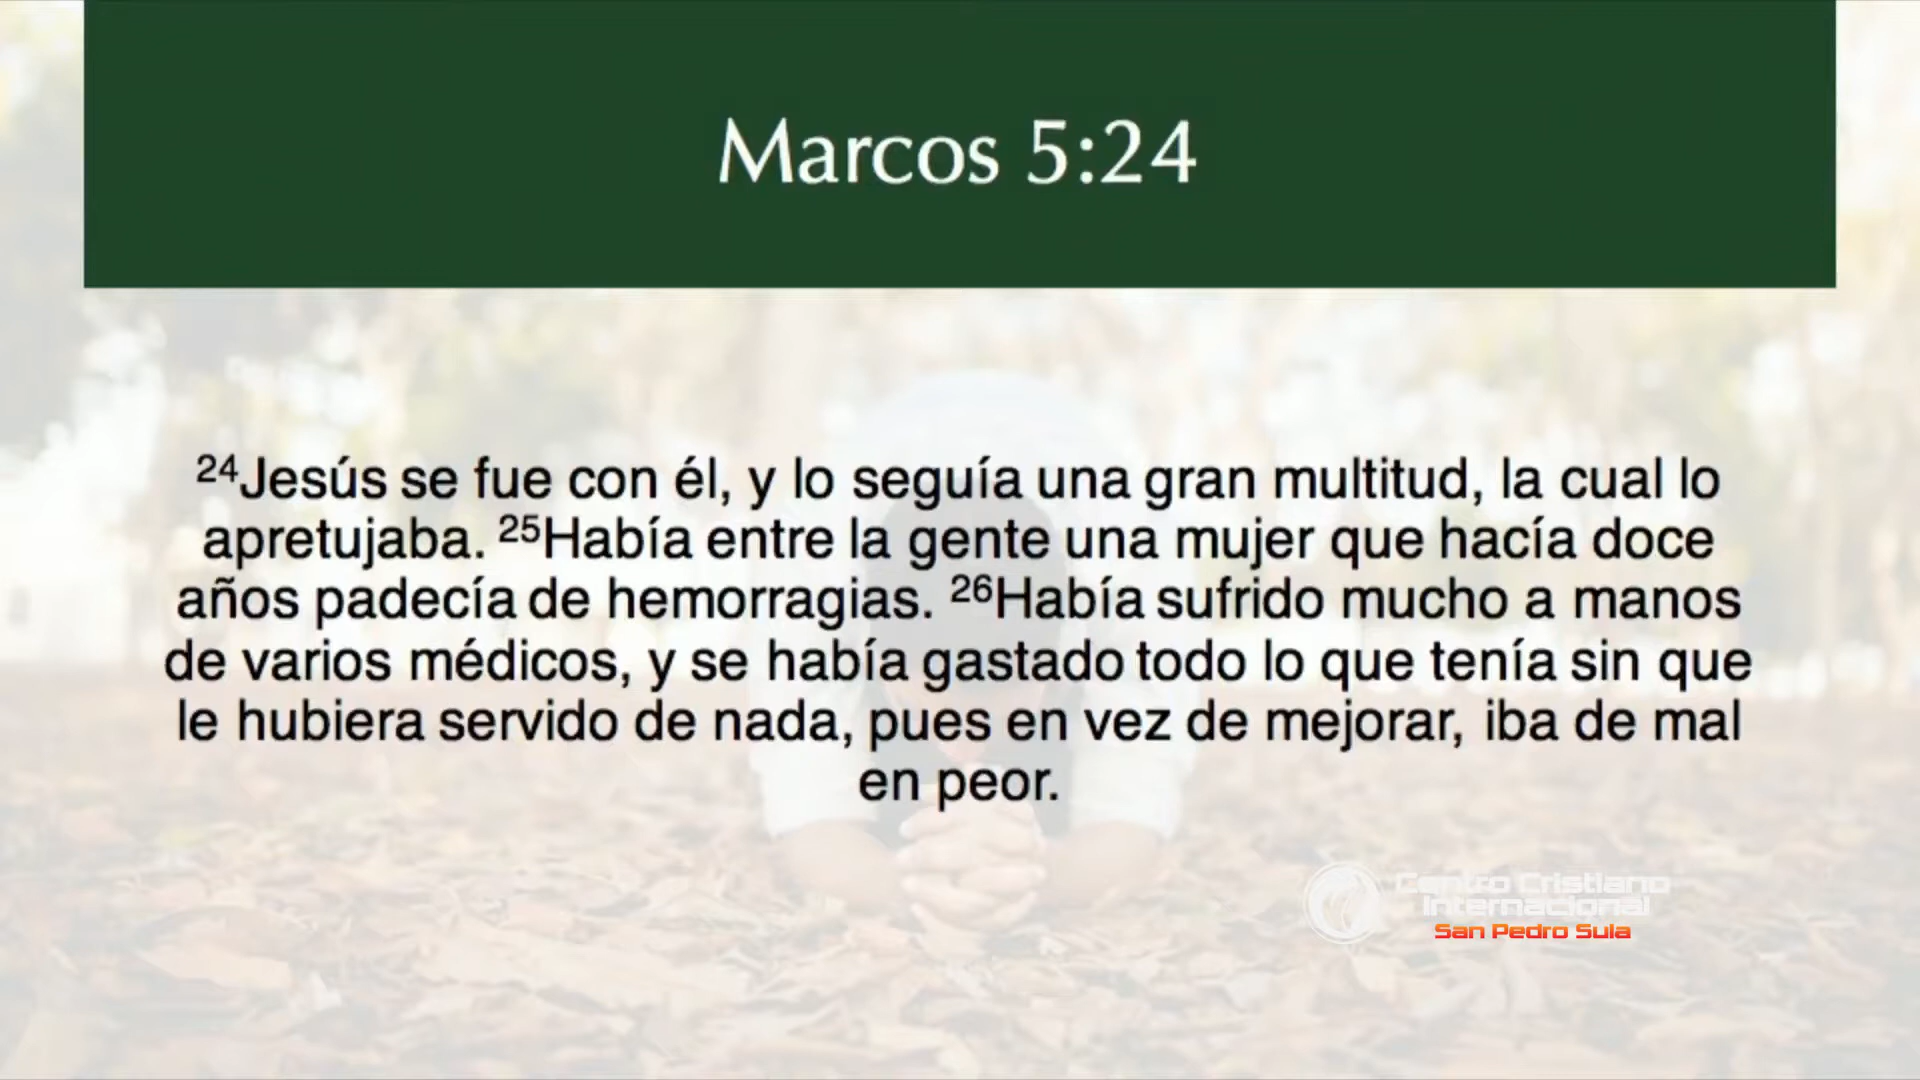 Marcos 5:24
24Jesús se fue con él, y lo seguía una gran multitud, la cual lo
apretujaba. 25Había entre la gente una mujer que hacía doce
años padecía de hemorragias. 26Había sufrido mucho a manos
de varios médicos, y se había gastado todo lo que tenía sin que
le hubiera servido de nada, pues en vez de mejorar, iba de mal
en peor.
Centro Cristiano
Internacional
San Pedro Sula